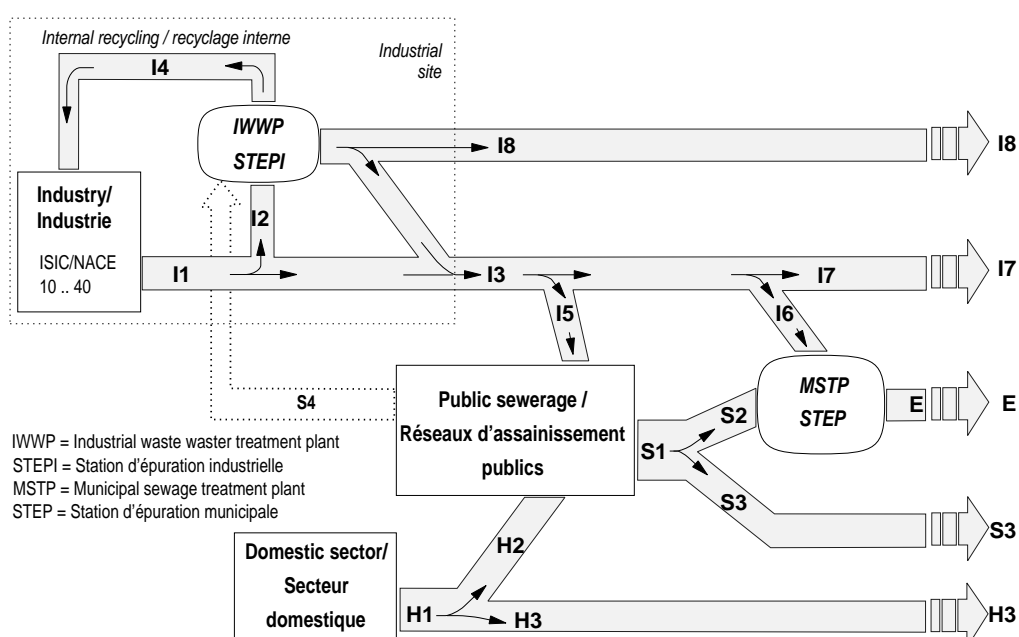 Internal recycling / recyclage interne
Industrial
site
I4
IWWP
STEPI
I8
I8
Industry/
Industrie
ISIC/NACE
10 .. 40
I2
I1
I3
I7
I7
I5
I6
S4
Public sewerage /
Réseaux d'assainissement
publics
MSTP
STEP
E
E
S2
S1
S3
S3
IWWP = Industrial waste waster treatment plant
STEPI = Station d'épuration industrielle
MSTP = Municipal sewage treatment plant
STEP = Station d'épuration municipale
Domestic sector/
Secteur
domestique
H2
H1
H3
H3